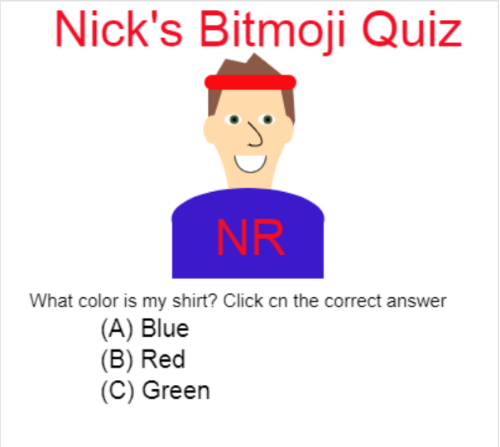 Nick's Bitmoji Quiz
NR
What color is my shirt? Click cn the correct answer
(A) Blue
(B) Red
(C) Green